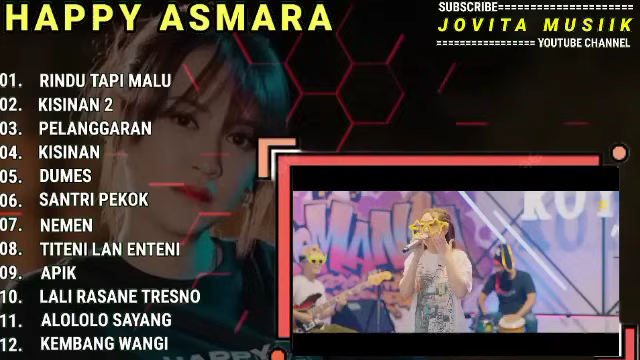 HAPPY ASMARA
SUBSCRIBE====================
JOVITA MUSIIK
================= YOUTUBE CHANNEL
01. RINDU TAPI MALU
02. KISINAN 2
03. PELANGGARAN
04. KISINAN
05. DUMES
06. SANTRI PEKOK
07. NEMEN
08. TITENI LAN ENTENI
09. APIK
10. LALI RASANE TRESNO
11. ALOLOLO SAYANG
12. KEMBANG WANGI
HAPPY